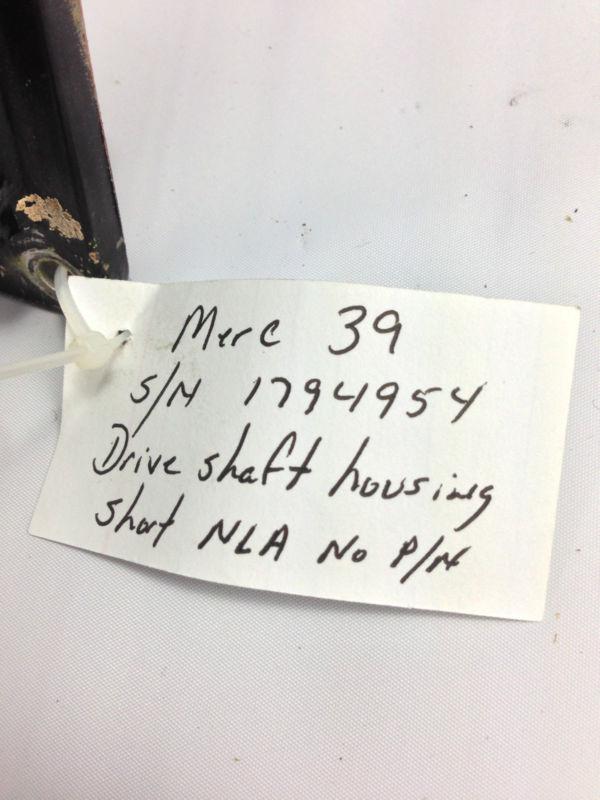 Merc 39
S/N 1794954
Drive shaft housing
short NLA No P/N